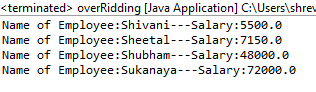 <terminated> overRidding [Java Application] C:\Users\shrev
Name of Employee:Shivani---Salary:5500.0
Name of Employee:Sheetal---Salary:7150.0
Name of Employee:Shubham---Salary:48000.0
Name of Employee:Sukanaya---Salary:72000.0